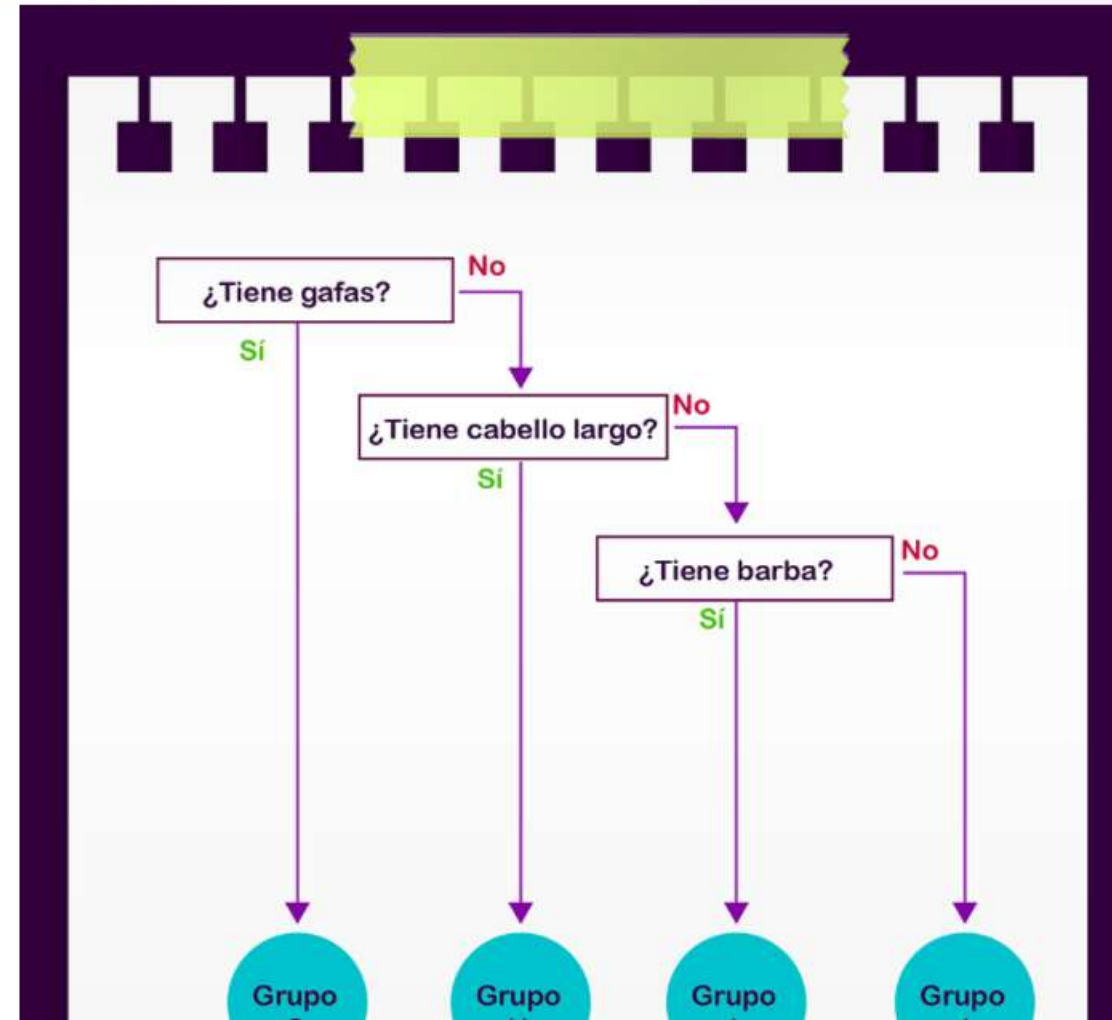 ¿Tiene gafas?
No
Sí
¿Tiene cabello largo?
No
Sí
¿Tiene barba?
No
Sí
Grupo
Grupo
Grupo
Grupo